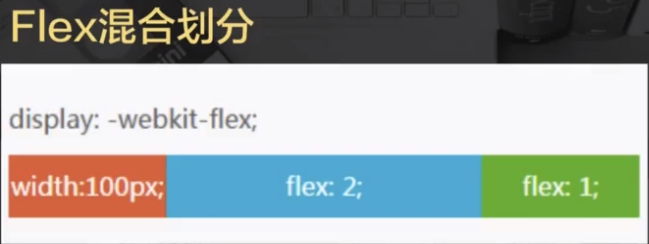 Flex混合划分
display: -webkit-flex;
width:100px; flex: 2; flex: 1;